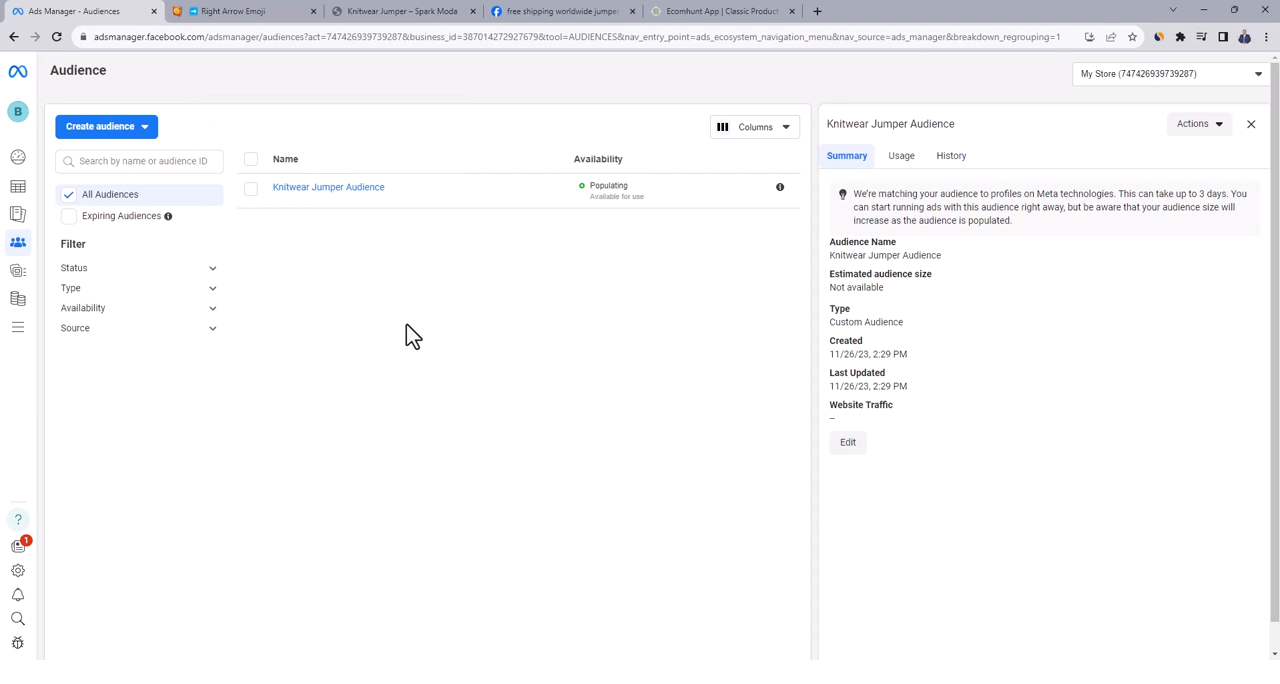 Ads Manager - Audiences
Right Arrow Emoji
Knitwear Jumper – Spark Moda
free shipping worldwide jumper
Ecomhunt App | Classic Product
adsmanager.facebook.com/adsmanager/audiences?act=747426939739287&business_id=387014272927679&tool=AUDIENCES&nav_entry_point=ads_ecosystem_navigation_menu&nav_source=ads_manager&breakdown_regrouping=1
Audience
My Store (747426939739287)
B
Create audience
Columns
Search by name or audience ID
Name
Availability
All Audiences
Knitwear Jumper Audience
Populating
Available for use
Expiring Audiences
Filter
Status
Type
Availability
Source
?
1
Knitwear Jumper Audience
Actions
Summary
Usage
History
We're matching your audience to profiles on Meta technologies. This can take up to 3 days. You
can start running ads with this audience right away, but be aware that your audience size will
increase as the audience is populated.
Audience Name
Knitwear Jumper Audience
Estimated audience size
Not available
Type
Custom Audience
Created
11/26/23, 2:29 PM
Last Updated
11/26/23, 2:29 PM
Website Traffic
–
Edit